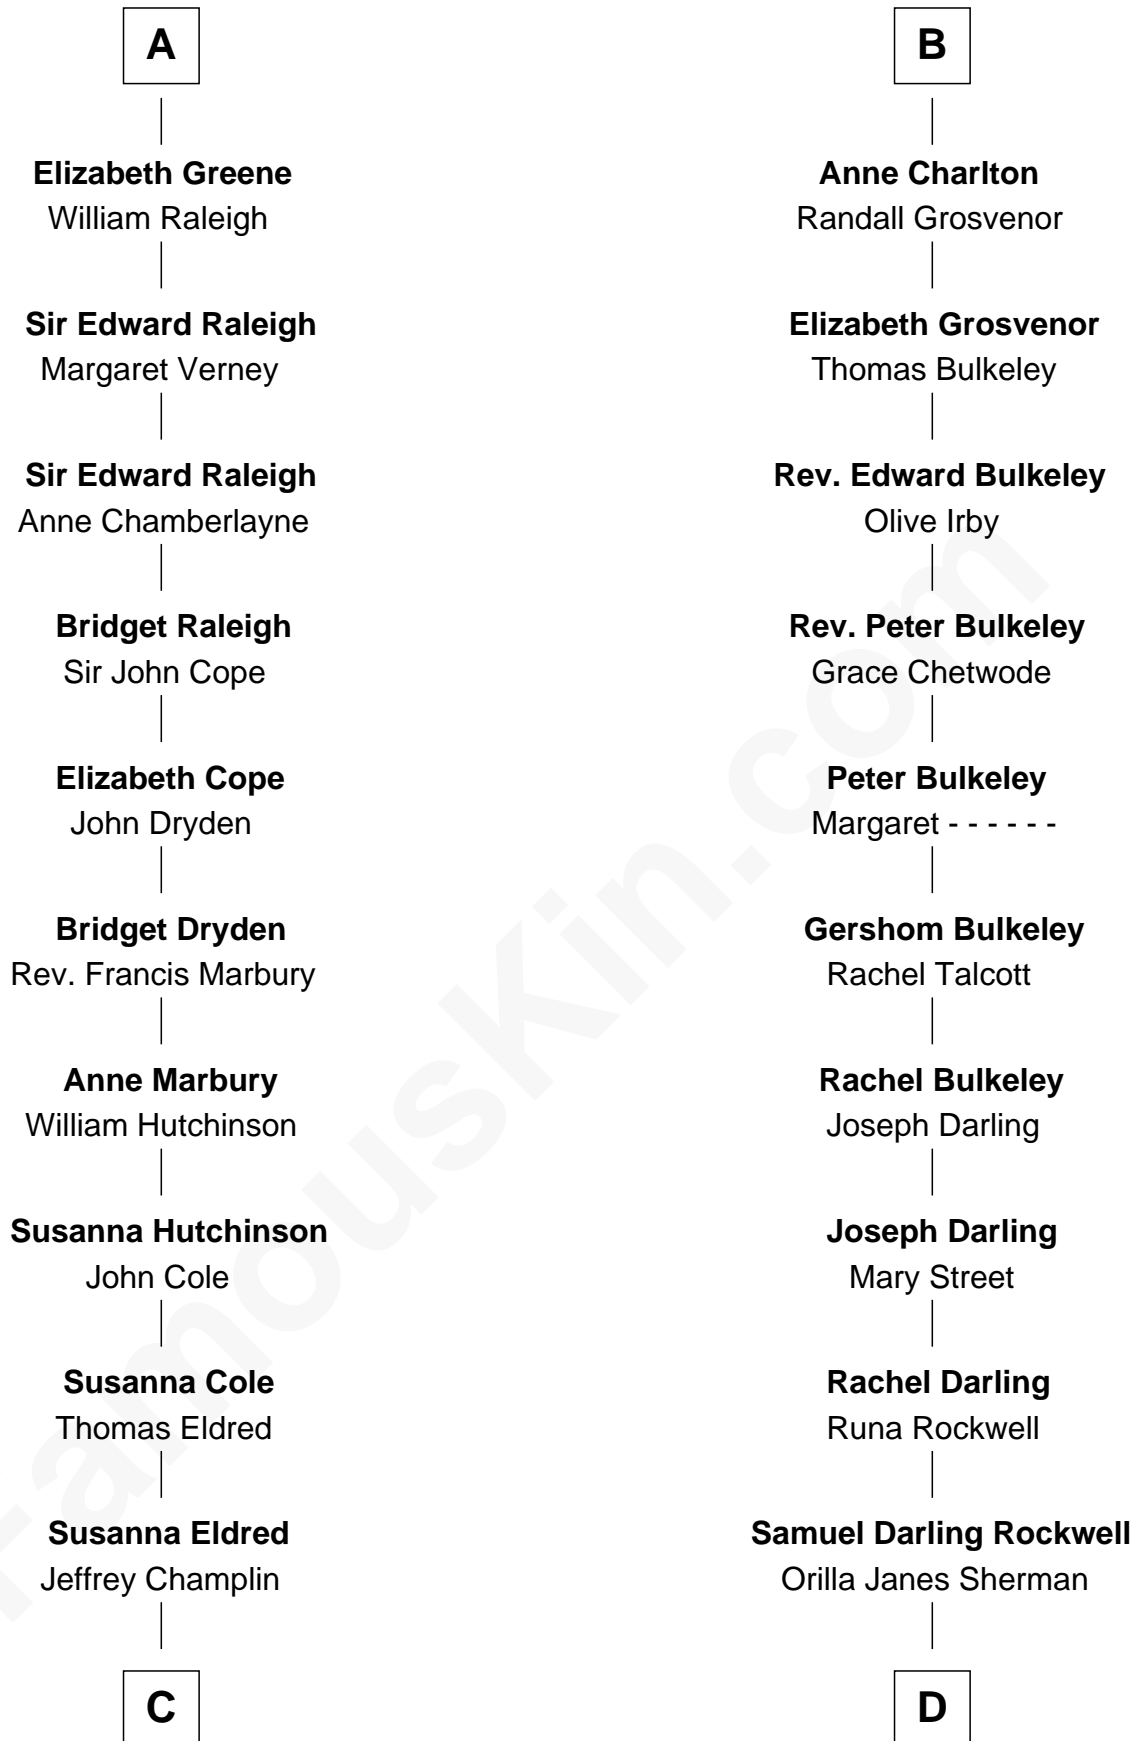 A
Elizabeth Greene
William Raleigh
Sir Edward Raleigh
Margaret Verney
Sir Edward Raleigh
Anne Chamberlayne
Bridget Raleigh
Sir John Cope
Elizabeth Cope
John Dryden
Bridget Dryden
Rev. Francis Marbury
Anne Marbury
William Hutchinson
Susanna Hutchinson
John Cole
Susanna Cole
Thomas Eldred
Susanna Eldred
Jeffrey Champlin
C
B
Anne Charlton
Randall Grosvenor
Elizabeth Grosvenor
Thomas Bulkeley
Rev. Edward Bulkeley
Olive Irby
Rev. Peter Bulkeley
Grace Chetwode
Peter Bulkeley
Margaret - - - - - -
Gershom Bulkeley
Rachel Talcott
Rachel Bulkeley
Joseph Darling
Joseph Darling
Mary Street
Rachel Darling
Runa Rockwell
Samuel Darling Rockwell
Orilla Janes Sherman
D
FamousKin.com